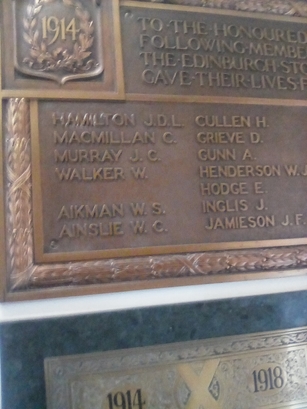 1914
TO THE HONOURED
FOLLOWING MEMBE
THE EDINBURGH STO
GAVE THEIR LIVES
HAMILTON J.D.L.
MACMILLAN C.
MURRAY J. C.
WALKER W.
AIKMAN W. S.
AINSLIE W. C.
CULLEN H.
GRIEVE D.
GUNN A.
HENDERSON W. J
HODGE E.
INGLIS J.
JAMIESON J. F.
1914
1918